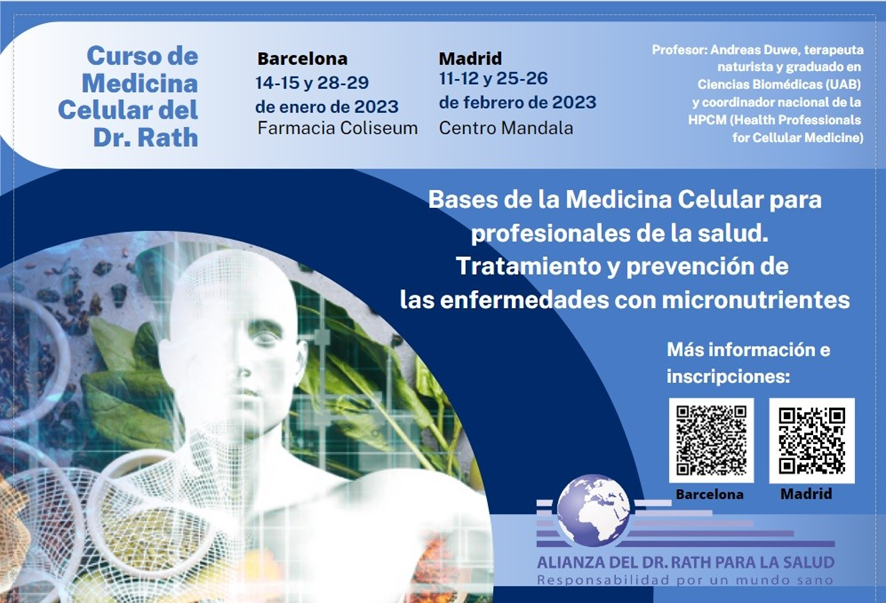 Curso de
Medicina
Celular del
Dr. Rath
Barcelona
14-15 y 28-29
de enero de 2023
Farmacia Coliseum
Madrid
11-12 y 25-26
de febrero de 2023
Centro Mandala
Profesor: Andreas Duwe, terapeuta
naturista y graduado en
Ciencias Biomédicas (UAB)
y coordinador nacional de la
HPCM (Health Professionals
for Cellular Medicine)
Bases de la Medicina Celular para
profesionales de la salud.
Tratamiento y prevención de
las enfermedades con micronutrientes
Más información e
inscripciones:
Barcelona
Madrid
ALIANZA DEL DR. RATH PARA LA SALUD
Responsabilidad por un mundo sano